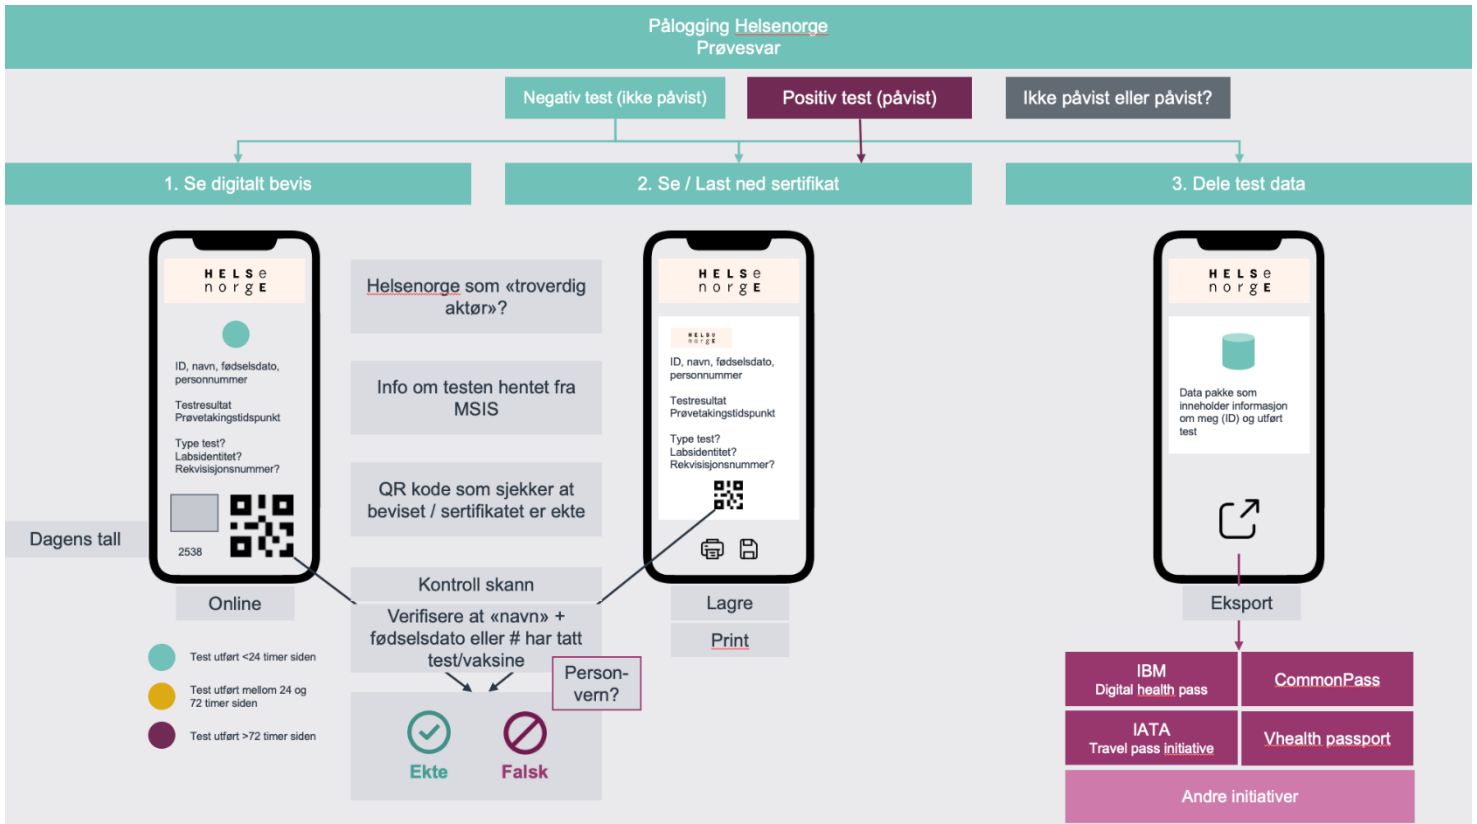 Pålogging Helsenorge
Prøvesvar
Negativ test (ikke påvist)
Positiv test (påvist)
Ikke påvist eller påvist?
1. Se digitalt bevis
2. Se / Last ned sertifikat
3. Dele test data
HELSe
norgE
ID, navn, fødselsdato,
personnummer
Testresultat
Prøvetakingstidspunkt
Type test?
Labsidentitet?
Rekvisisjonsnummer?
2538
Dagens tall
Online
Test utført <24 timer siden
Test utført mellom 24 og
72 timer siden
Test utført >72 timer siden
Helsenorge som «troverdig
aktør»?
Info om testen hentet fra
MSIS
QR kode som sjekker at
beviset / sertifikatet er ekte
Kontroll skann
Verifisere at «navn» +
fødselsdato eller # har tatt
test/vaksine
Person-
vern?
Ekte
Falsk
HELSe
norgE
HELSe
norgE
ID, navn, fødselsdato,
personnummer
Testresultat
Prøvetakingstidspunkt
Type test?
Labsidentitet?
Rekvisisjonsnummer?
Lagre
Print
HELSe
norgE
Data pakke som
inneholder informasjon
om meg (ID) og utført
test
Eksport
IBM
Digital health pass
CommonPass
IATA
Travel pass initiative
Vhealth passport
Andre initiativer